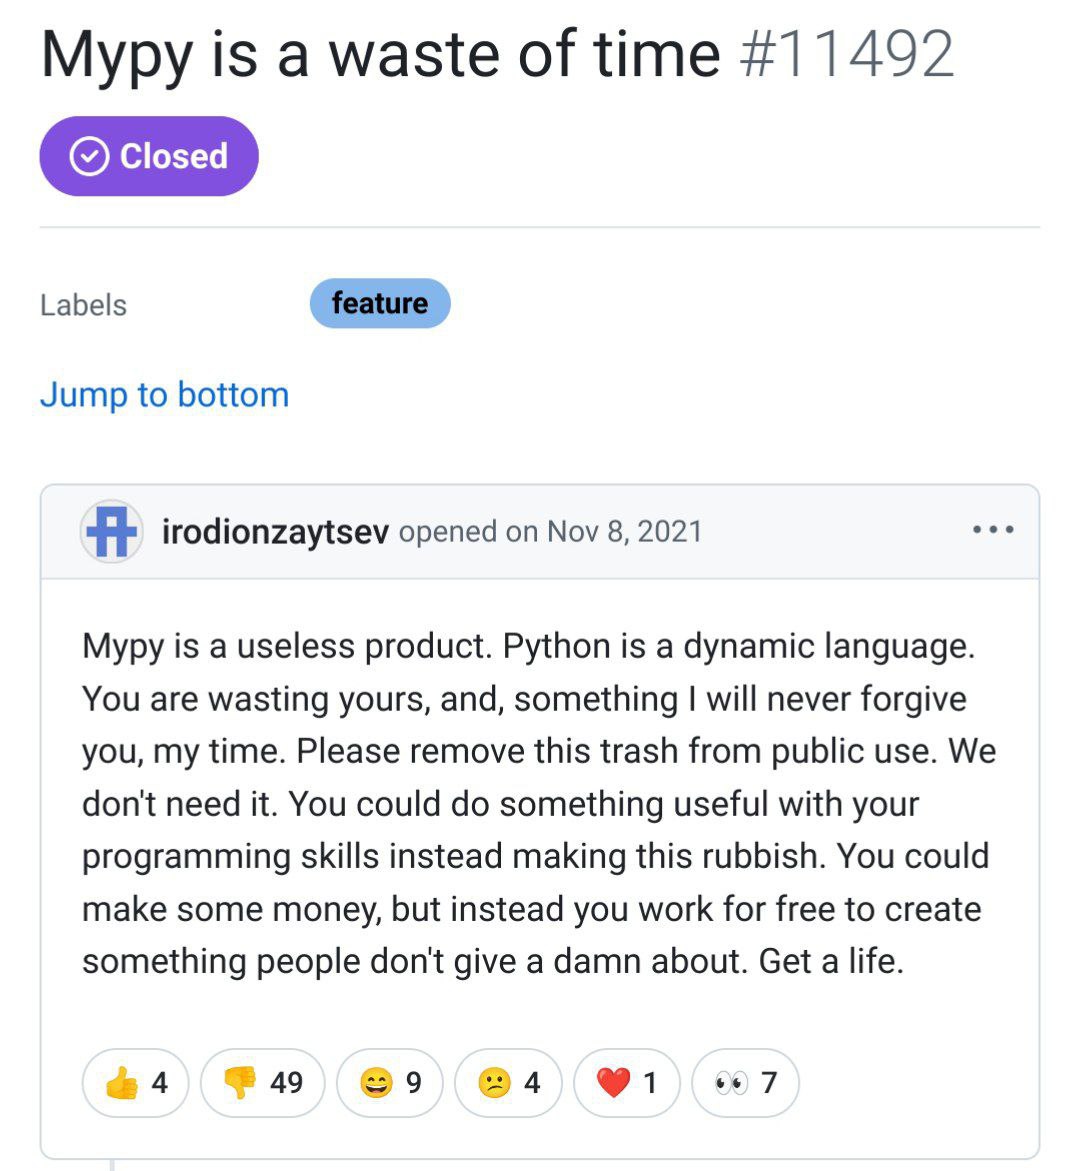 Mypy is a waste of time #11492
Closed
Labels feature
Jump to bottom
irodionzaytsev opened on Nov 8, 2021
Mypy is a useless product. Python is a dynamic language.
You are wasting yours, and, something I will never forgive
you, my time. Please remove this trash from public use. We
don't need it. You could do something useful with your
programming skills instead making this rubbish. You could
make some money, but instead you work for free to create
something people don't give a damn about. Get a life.
👍 4 👎 49 😄 9 😕 4 ❤️ 1 👀 7